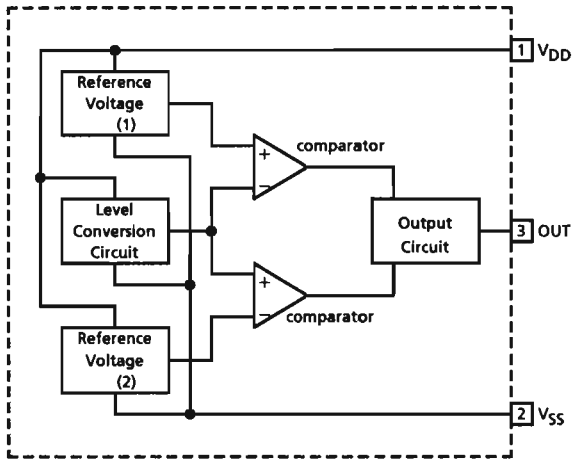 1 VDD
Reference
Voltage
(1)
comparator
+
−
Level
Conversion
Circuit
Output
Circuit
3 OUT
+
−
comparator
Reference
Voltage
(2)
2 VSS